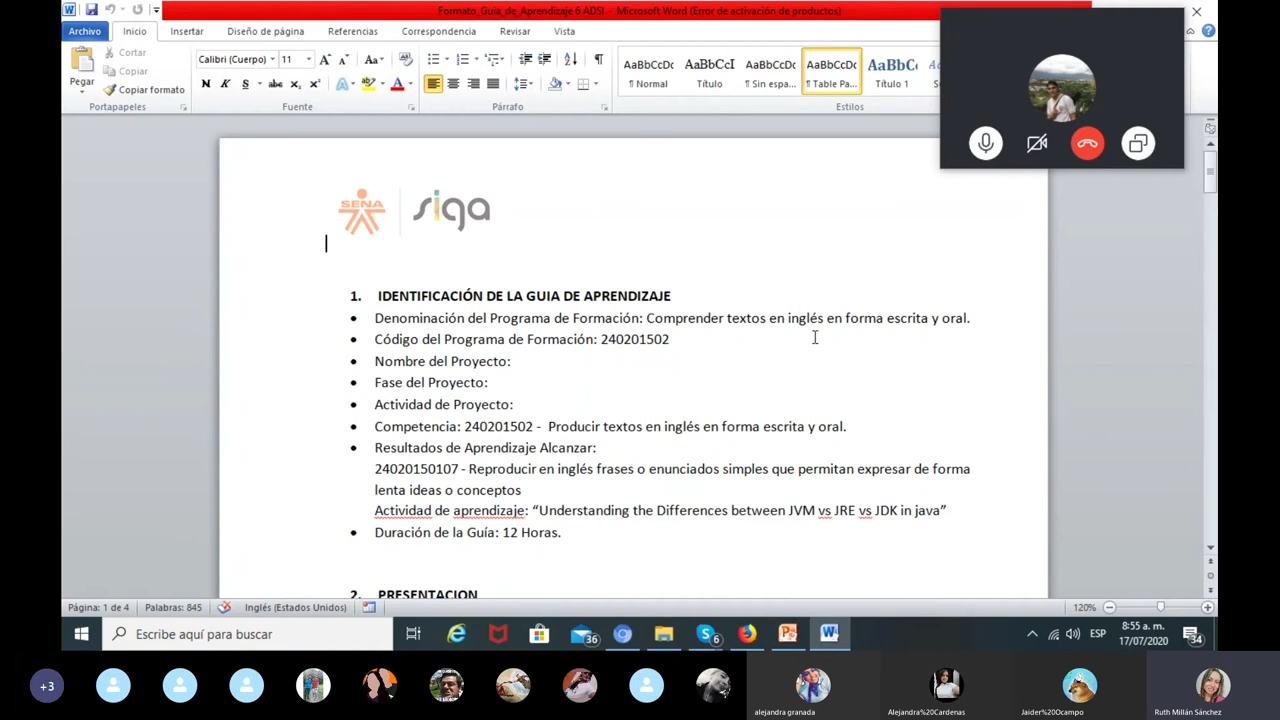 Formato_Guia_de_Aprendizaje 6 ADSI - Microsoft Word (Error de activación de productos)
Archivo Inicio Insertar Diseño de página Referencias Correspondencia Revisar Vista
Cortar
Copiar
Copiar formato
Pegar
Calibri (Cuerpo) 11
N K S abc x₂ x²
AaBbCcDc AaBbCcI AaBbCcDc AaBbCcDc AaBbCc
¶ Normal Título ¶ Sin espa... ¶ Table Pa... Título 1
Portapapeles Fuente Párrafo Estilos
SENA siga
1. IDENTIFICACIÓN DE LA GUIA DE APRENDIZAJE
• Denominación del Programa de Formación: Comprender textos en inglés en forma escrita y oral.
• Código del Programa de Formación: 240201502
• Nombre del Proyecto:
• Fase del Proyecto:
• Actividad de Proyecto:
• Competencia: 240201502 - Producir textos en inglés en forma escrita y oral.
• Resultados de Aprendizaje Alcanzar:
24020150107 - Reproducir en inglés frases o enunciados simples que permitan expresar de forma
lenta ideas o conceptos
Actividad de aprendizaje: “Understanding the Differences between JVM vs JRE vs JDK in java”
• Duración de la Guía: 12 Horas.
2. PRESENTACION
Página: 1 de 4 Palabras: 845 Inglés (Estados Unidos) 120%
Escribe aquí para buscar
36
6
ESP
8:55 a. m.
17/07/2020
34
+3
alejandra granada Alejandra%20Cardenas Jaider%20Ocampo Ruth Millán Sánchez